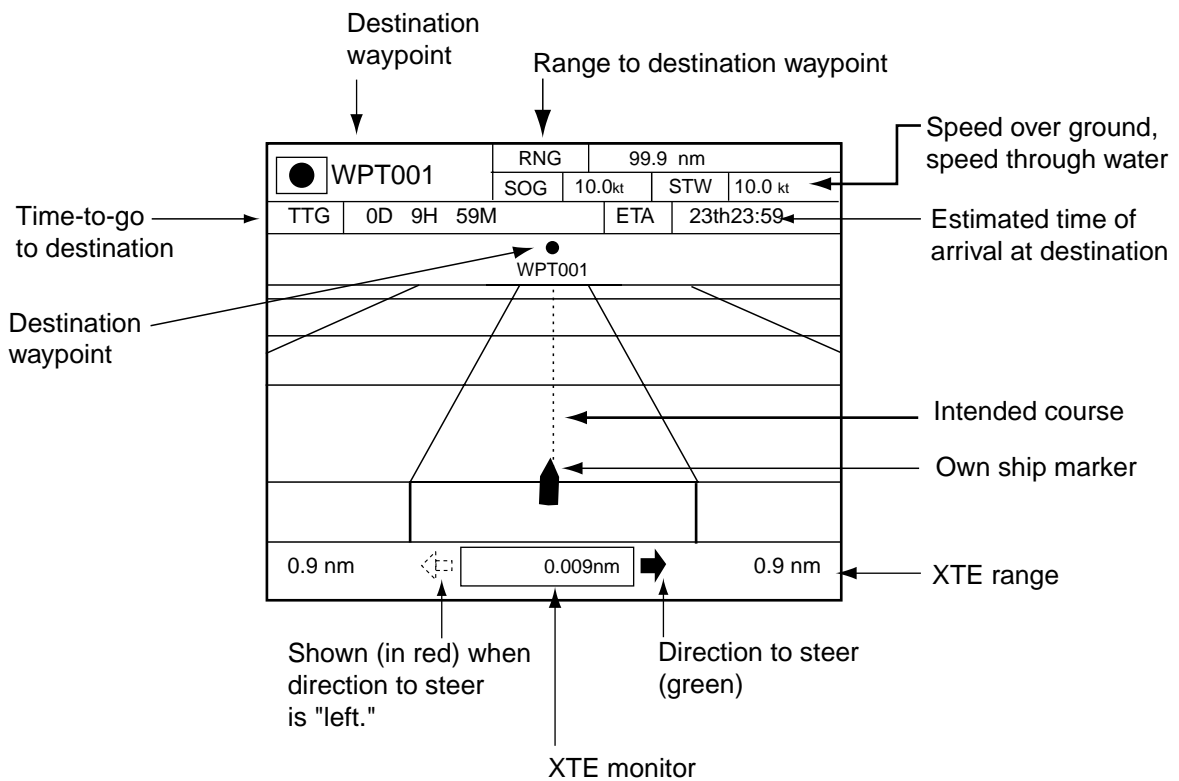 Destination
waypoint
Range to destination waypoint
Speed over ground,
speed through water
WPT001
RNG 99.9 nm
SOG 10.0kt STW 10.0 kt
Time-to-go
to destination
TTG 0D 9H 59M ETA 23th23:59
Estimated time of
arrival at destination
WPT001
Destination
waypoint
Intended course
Own ship marker
0.9 nm 0.009nm 0.9 nm
XTE range
Shown (in red) when
direction to steer
is "left."
Direction to steer
(green)
XTE monitor